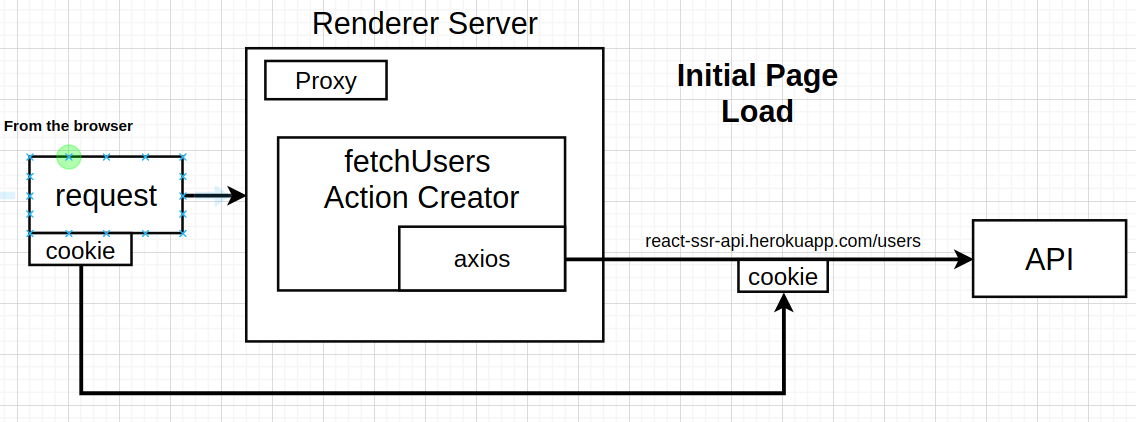 Renderer Server
Proxy
Initial Page
Load
From the browser
request
cookie
fetchUsers
Action Creator
axios
react-ssr-api.herokuapp.com/users
cookie
API